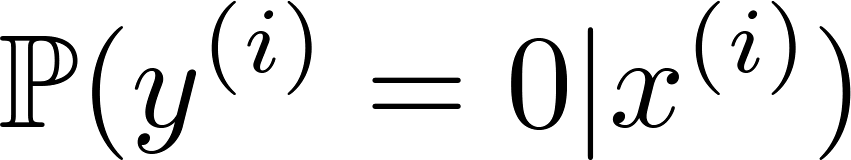 ℙ(y⁽ⁱ⁾ = 0|x⁽ⁱ⁾)